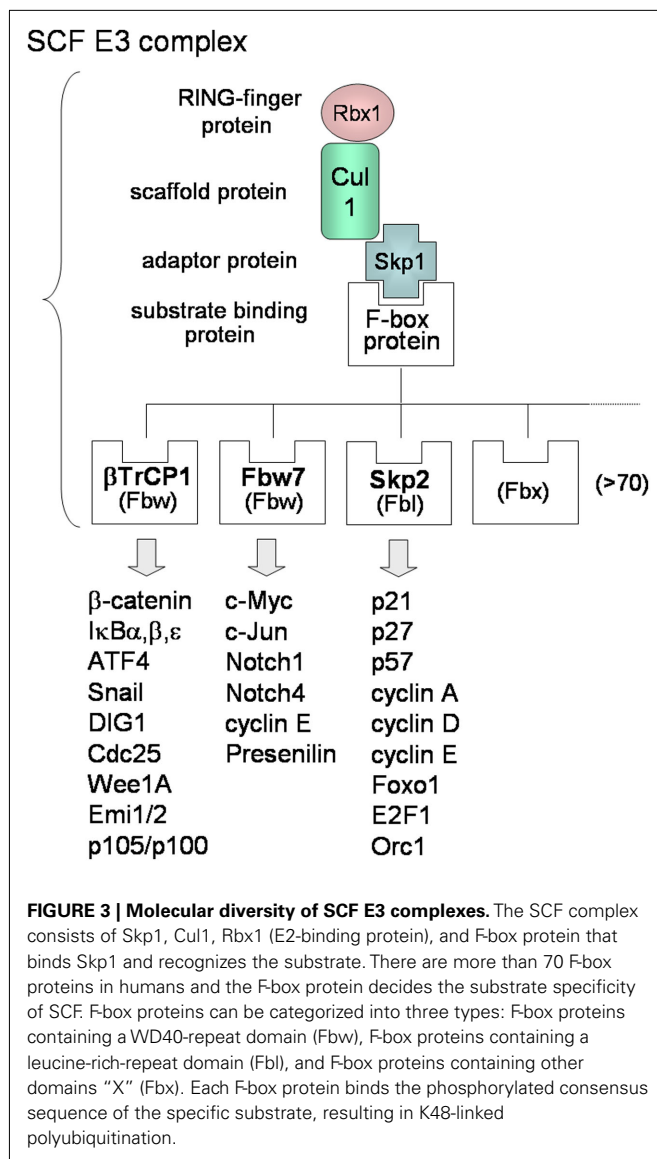 SCF E3 complex
RING-finger
protein
Rbx1
scaffold protein
Cul
1
adaptor protein
Skp1
substrate binding
protein
F-box
protein
βTrCP1
(Fbw)
Fbw7
(Fbw)
Skp2
(Fbl)
(Fbx)
(>70)
β-catenin
IκBα,β,ε
ATF4
Snail
DIG1
Cdc25
Wee1A
Emi1/2
p105/p100
c-Myc
c-Jun
Notch1
Notch4
cyclin E
Presenilin
p21
p27
p57
cyclin A
cyclin D
cyclin E
Foxo1
E2F1
Orc1
FIGURE 3 | Molecular diversity of SCF E3 complexes. The SCF complex
consists of Skp1, Cul1, Rbx1 (E2-binding protein), and F-box protein that
binds Skp1 and recognizes the substrate. There are more than 70 F-box
proteins in humans and the F-box protein decides the substrate specificity
of SCF. F-box proteins can be categorized into three types: F-box proteins
containing a WD40-repeat domain (Fbw), F-box proteins containing a
leucine-rich-repeat domain (Fbl), and F-box proteins containing other
domains “X” (Fbx). Each F-box protein binds the phosphorylated consensus
sequence of the specific substrate, resulting in K48-linked
polyubiquitination.